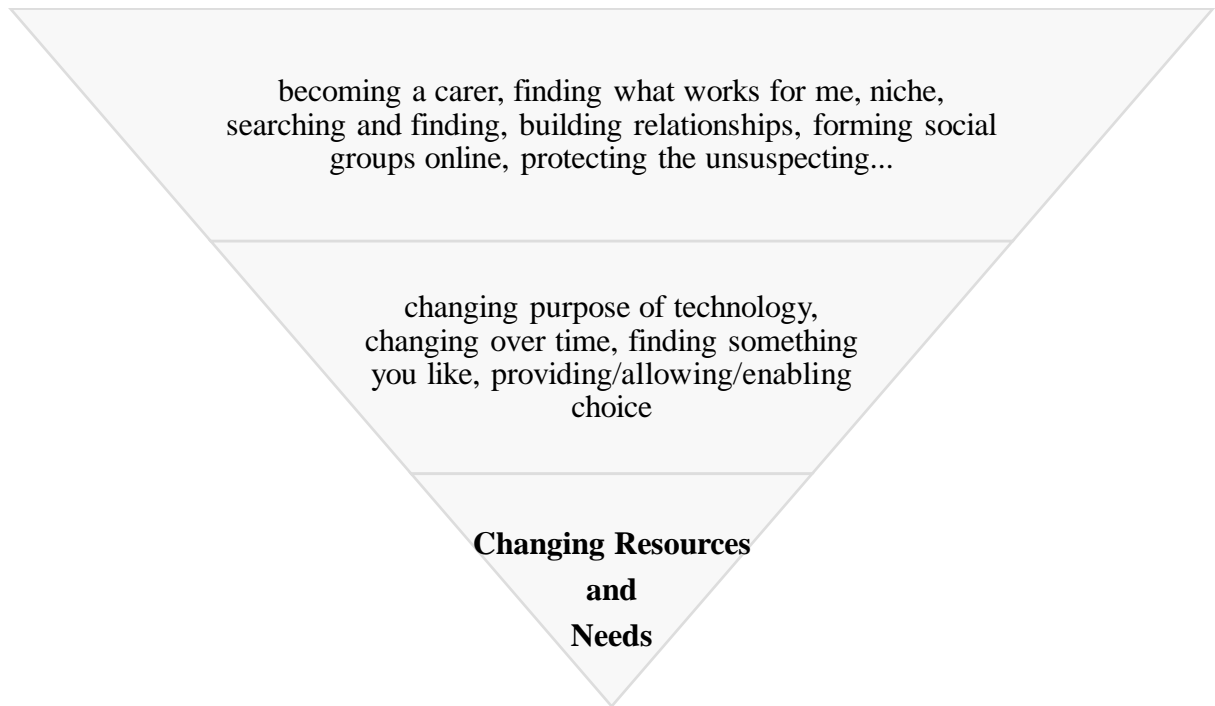 becoming a carer, finding what works for me, niche,
searching and finding, building relationships, forming social
groups online, protecting the unsuspecting...
changing purpose of technology,
changing over time, finding something
you like, providing/allowing/enabling
choice
Changing Resources
and
Needs